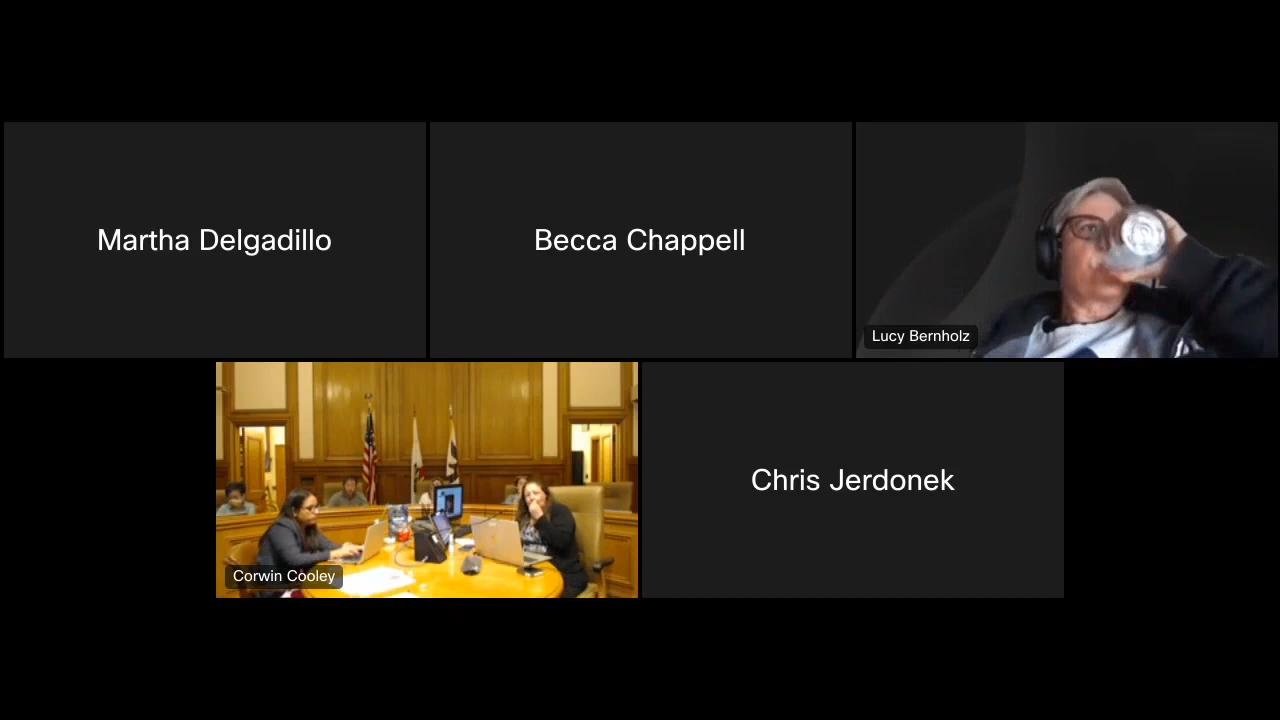 Martha Delgadillo
Becca Chappell
Lucy Bernholz
Corwin Cooley
Chris Jerdonek